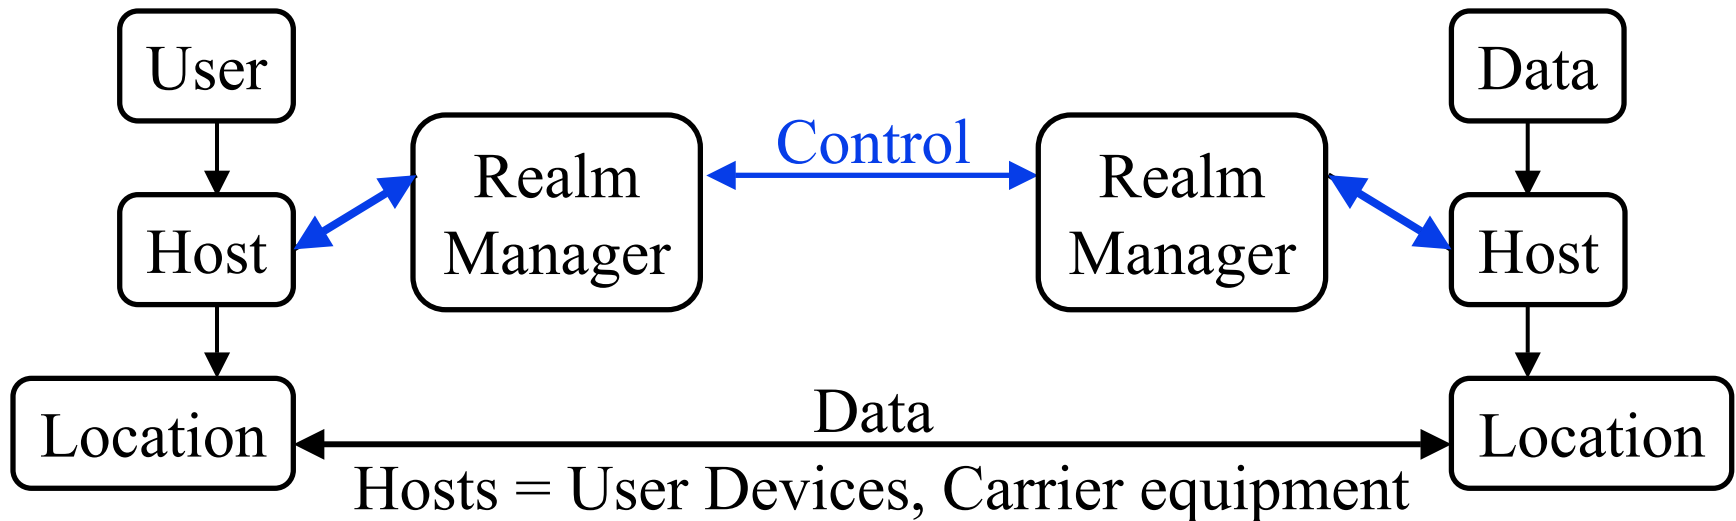 User
Data
Control
Realm
Manager
Realm
Manager
Host
Host
Location
Data
Location
Hosts = User Devices, Carrier equipment